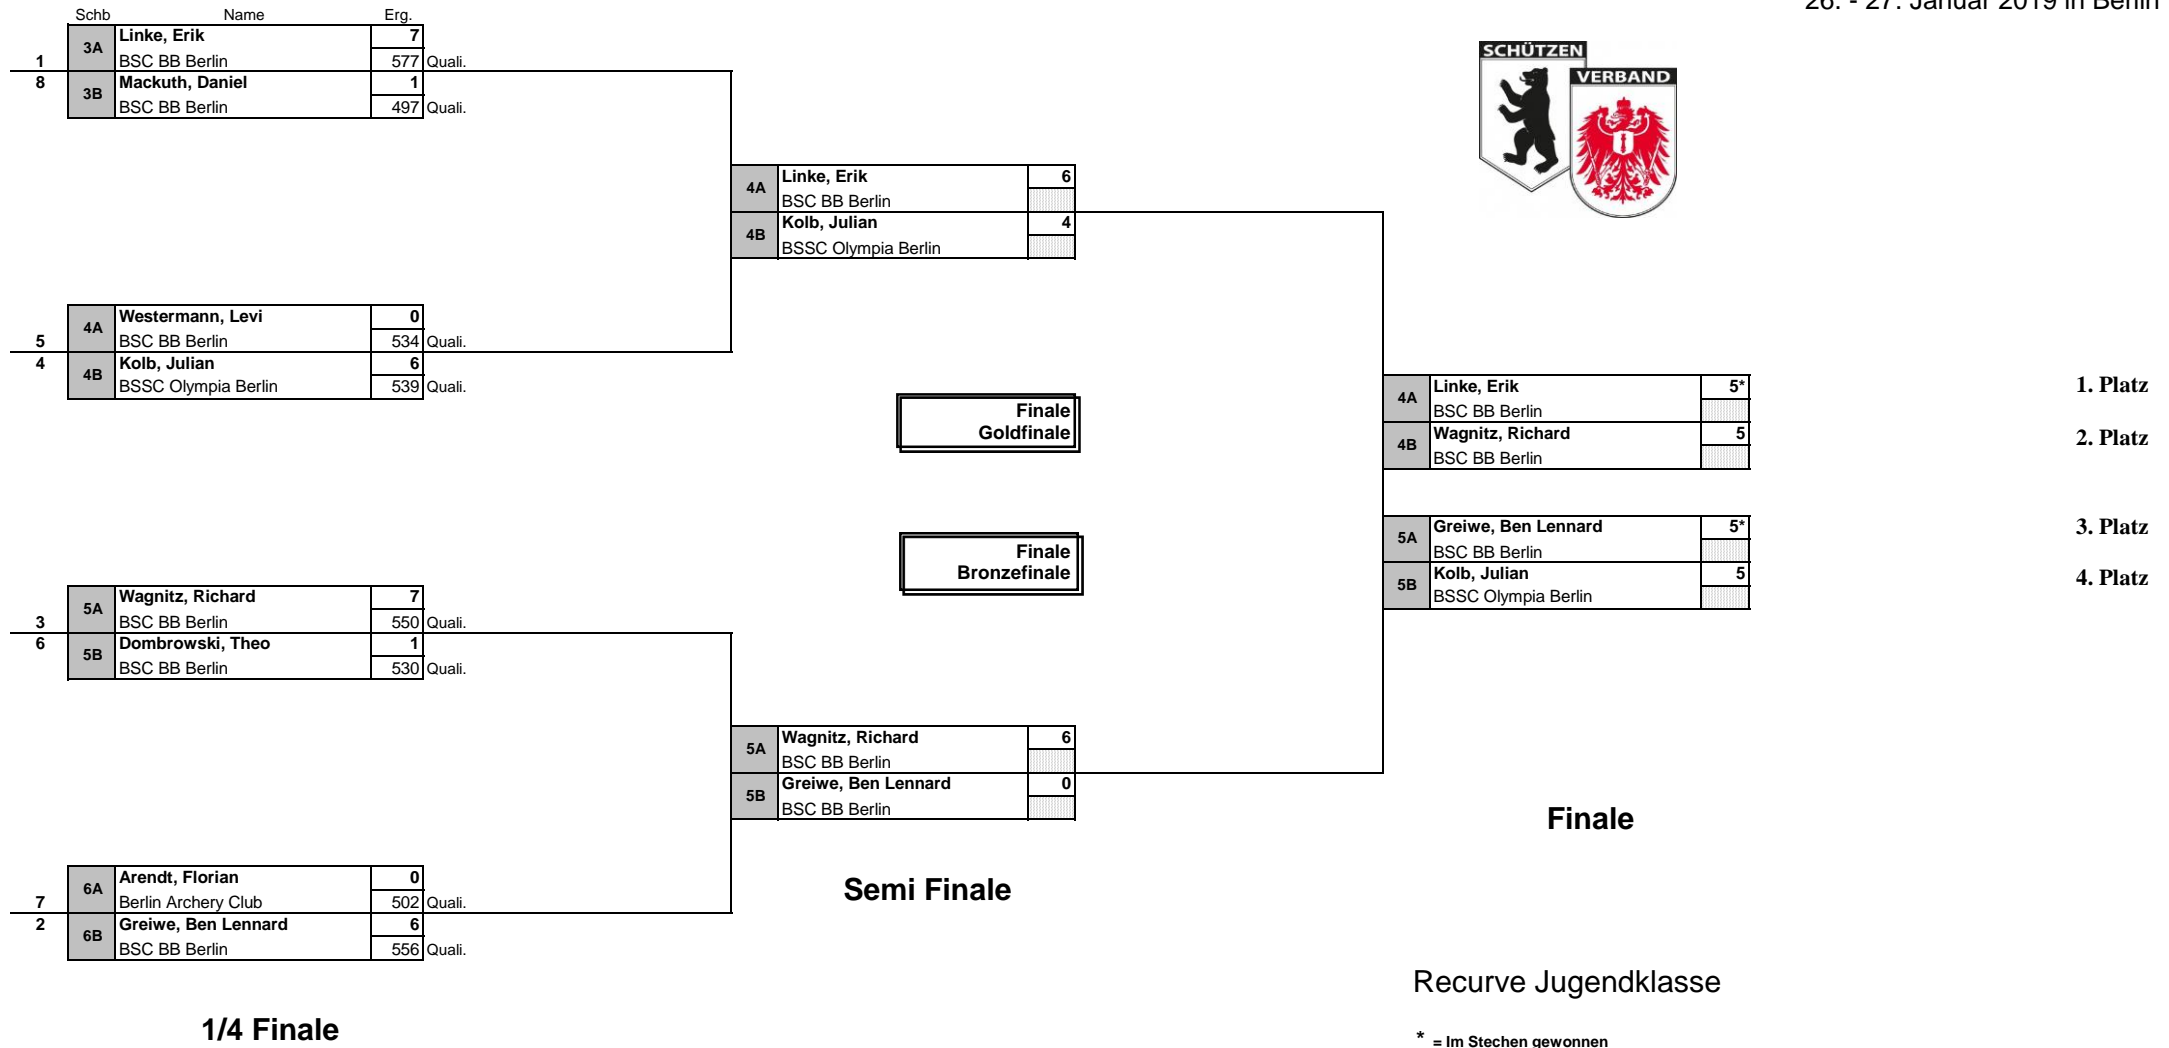 26. - 27. Januar 2019 in Berlin
Schb Name Erg.
3A Linke, Erik 7
1 BSC BB Berlin 577 Quali.
8 3B Mackuth, Daniel 1
BSC BB Berlin 497 Quali.
SCHÜTZEN
VERBAND
4A Linke, Erik 6
BSC BB Berlin
4B Kolb, Julian 4
BSSC Olympia Berlin
4A Westermann, Levi 0
5 BSC BB Berlin 534 Quali.
4 4B Kolb, Julian 6
BSSC Olympia Berlin 539 Quali.
Finale
Goldfinale
4A Linke, Erik 5* 1. Platz
BSC BB Berlin
4B Wagnitz, Richard 5 2. Platz
BSC BB Berlin
Finale
Bronzefinale
5A Greiwe, Ben Lennard 5* 3. Platz
BSC BB Berlin
5B Kolb, Julian 5 4. Platz
BSSC Olympia Berlin
5A Wagnitz, Richard 7
3 BSC BB Berlin 550 Quali.
6 5B Dombrowski, Theo 1
BSC BB Berlin 530 Quali.
5A Wagnitz, Richard 6
BSC BB Berlin
5B Greiwe, Ben Lennard 0
BSC BB Berlin
Finale
6A Arendt, Florian 0
7 Berlin Archery Club 502 Quali.
2 6B Greiwe, Ben Lennard 6
BSC BB Berlin 556 Quali.
Semi Finale
Recurve Jugendklasse
1/4 Finale
* = Im Stechen gewonnen